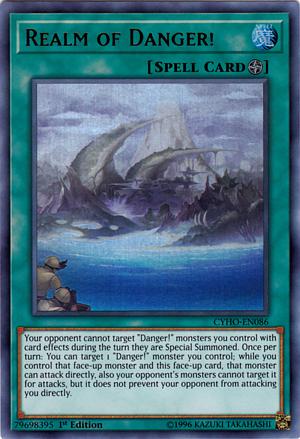 REALM OF DANGER!
SPELL
魔
[SPELL CARD]
CYHO-EN086
Your opponent cannot target "Danger!" monsters you control with
card effects during the turn they are Special Summoned. Once per
turn: You can target 1 "Danger!" monster you control; while you
control that face-up monster and this face-up card, that monster
can attack directly, also your opponent's monsters cannot target it
for attacks, but it does not prevent your opponent from attacking
you directly.
29698395 1st Edition ©1996 KAZUKI TAKAHASHI